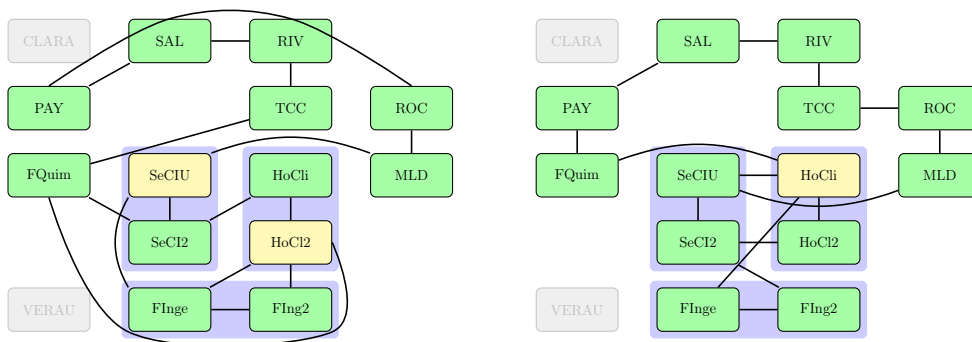 CLARA SAL RIV
PAY TCC ROC
FQuim SeCIU HoCli MLD
SeCI2 HoCl2
VERAU FInge FIng2
CLARA SAL RIV
PAY TCC ROC
FQuim SeCIU HoCli MLD
SeCI2 HoCl2
VERAU FInge FIng2